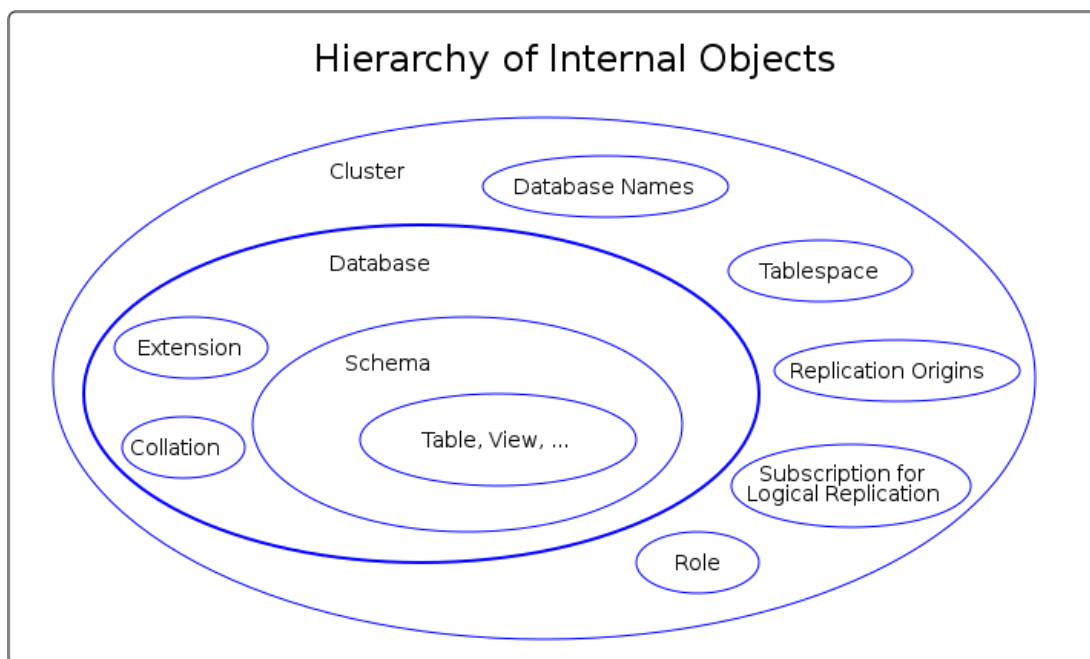 Hierarchy of Internal Objects
Cluster
Database Names
Database
Tablespace
Extension
Schema
Replication Origins
Collation
Table, View, ...
Subscription for
Logical Replication
Role